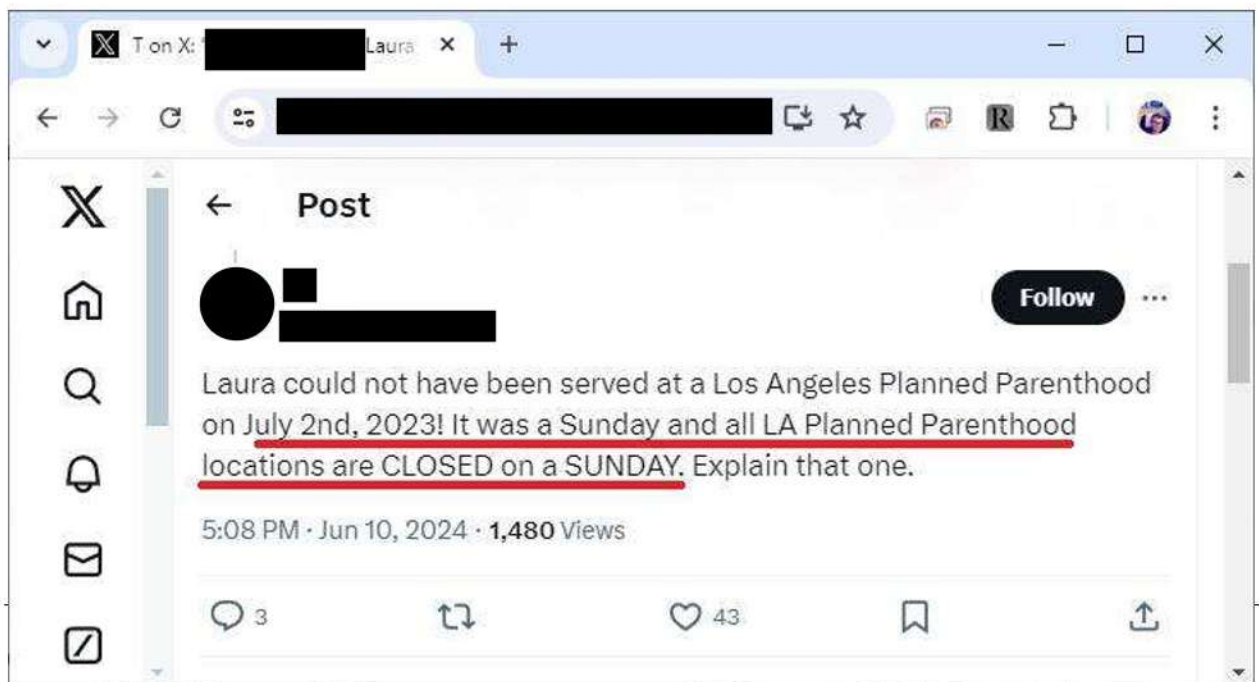 T on X: " Laura
Post
Follow
Laura could not have been served at a Los Angeles Planned Parenthood
on July 2nd, 2023! It was a Sunday and all LA Planned Parenthood
locations are CLOSED on a SUNDAY. Explain that one.
5:08 PM · Jun 10, 2024 · 1,480 Views
3 43